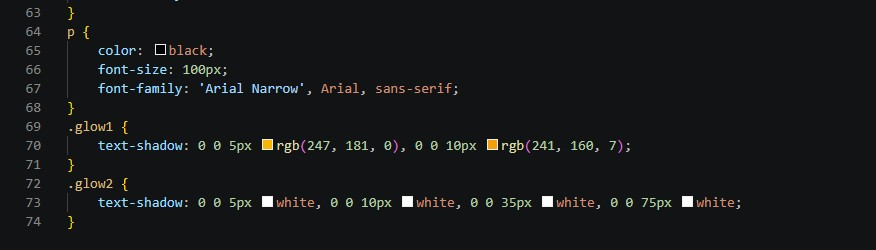 63 }
64 p {
65 color: black;
66 font-size: 100px;
67 font-family: 'Arial Narrow', Arial, sans-serif;
68 }
69 .glow1 {
70 text-shadow: 0 0 5px rgb(247, 181, 0), 0 0 10px rgb(241, 160, 7);
71 }
72 .glow2 {
73 text-shadow: 0 0 5px white, 0 0 10px white, 0 0 35px white, 0 0 75px white;
74 }